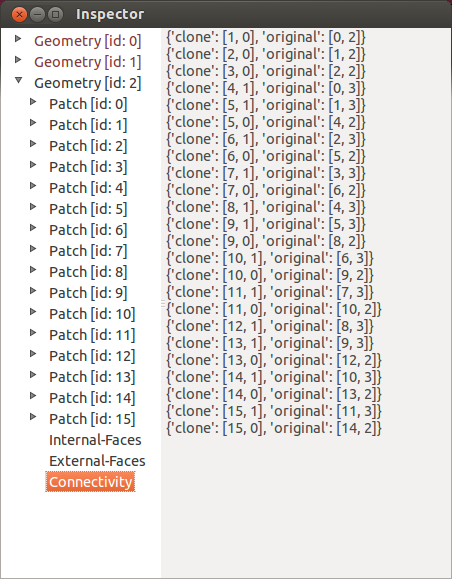 Inspector
Geometry [id: 0]
Geometry [id: 1]
Geometry [id: 2]
Patch [id: 0]
Patch [id: 1]
Patch [id: 2]
Patch [id: 3]
Patch [id: 4]
Patch [id: 5]
Patch [id: 6]
Patch [id: 7]
Patch [id: 8]
Patch [id: 9]
Patch [id: 10]
Patch [id: 11]
Patch [id: 12]
Patch [id: 13]
Patch [id: 14]
Patch [id: 15]
Internal-Faces
External-Faces
Connectivity
{'clone': [1, 0], 'original': [0, 2]}
{'clone': [2, 0], 'original': [1, 2]}
{'clone': [3, 0], 'original': [2, 2]}
{'clone': [4, 1], 'original': [0, 3]}
{'clone': [5, 1], 'original': [1, 3]}
{'clone': [5, 0], 'original': [4, 2]}
{'clone': [6, 1], 'original': [2, 3]}
{'clone': [6, 0], 'original': [5, 2]}
{'clone': [7, 1], 'original': [3, 3]}
{'clone': [7, 0], 'original': [6, 2]}
{'clone': [8, 1], 'original': [4, 3]}
{'clone': [9, 1], 'original': [5, 3]}
{'clone': [9, 0], 'original': [8, 2]}
{'clone': [10, 1], 'original': [6, 3]}
{'clone': [10, 0], 'original': [9, 2]}
{'clone': [11, 1], 'original': [7, 3]}
{'clone': [11, 0], 'original': [10, 2]}
{'clone': [12, 1], 'original': [8, 3]}
{'clone': [13, 1], 'original': [9, 3]}
{'clone': [13, 0], 'original': [12, 2]}
{'clone': [14, 1], 'original': [10, 3]}
{'clone': [14, 0], 'original': [13, 2]}
{'clone': [15, 1], 'original': [11, 3]}
{'clone': [15, 0], 'original': [14, 2]}